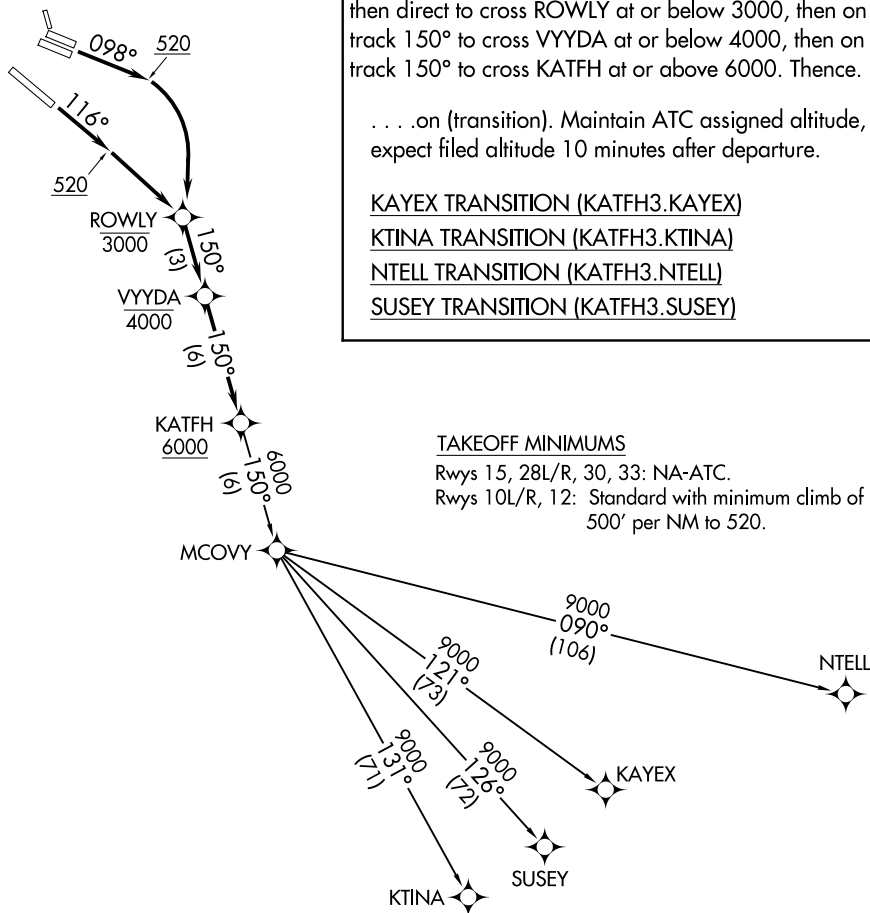 then direct to cross ROWLY at or below 3000, then on
track 150° to cross VYYDA at or below 4000, then on
track 150° to cross KATFH at or above 6000. Thence.
. . . .on (transition). Maintain ATC assigned altitude,
expect filed altitude 10 minutes after departure.
KAYEX TRANSITION (KATFH3.KAYEX)
KTINA TRANSITION (KATFH3.KTINA)
NTELL TRANSITION (KATFH3.NTELL)
SUSEY TRANSITION (KATFH3.SUSEY)
098°
520
116°
520
ROWLY
3000
150°
(3)
VYYDA
4000
150°
(6)
KATFH
6000
6000
150°
(6)
MCOVY
TAKEOFF MINIMUMS
Rwys 15, 28L/R, 30, 33: NA-ATC.
Rwys 10L/R, 12: Standard with minimum climb of
500' per NM to 520.
9000
090°
(106)
NTELL
9000
121°
(73)
KAYEX
9000
126°
(72)
SUSEY
9000
131°
(71)
KTINA